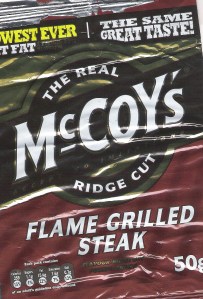 WEST EVER
T FAT
THE SAME
GREAT TASTE!
THE REAL
McCOY's
RIDGE CUT
FLAME-GRILLED
STEAK
50g